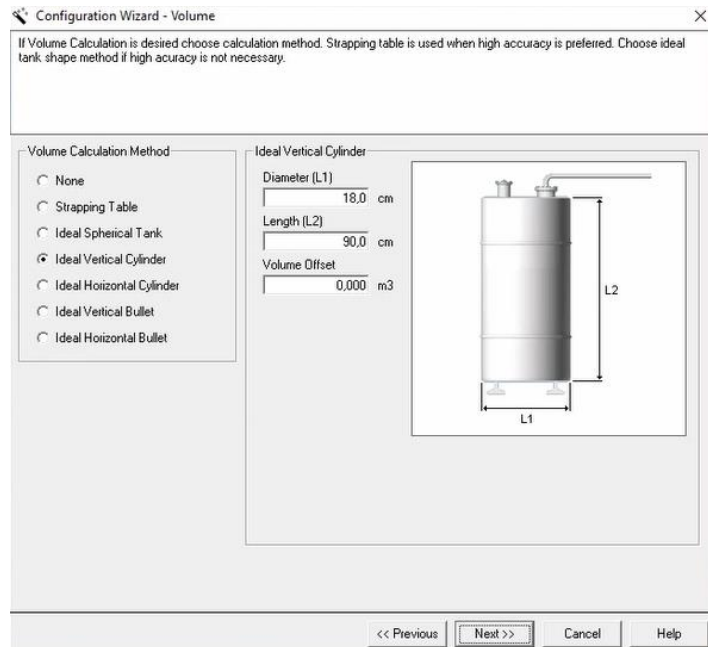 Configuration Wizard - Volume
If Volume Calculation is desired choose calculation method. Strapping table is used when high accuracy is preferred. Choose ideal
tank shape method if high acuracy is not necessary.
Volume Calculation Method
None
Strapping Table
Ideal Spherical Tank
Ideal Vertical Cylinder
Ideal Horizontal Cylinder
Ideal Vertical Bullet
Ideal Horizontal Bullet
Ideal Vertical Cylinder
Diameter (L1)
18,0 cm
Length (L2)
90,0 cm
Volume Offset
0,000 m3
L2
L1
<< Previous
Next >>
Cancel
Help